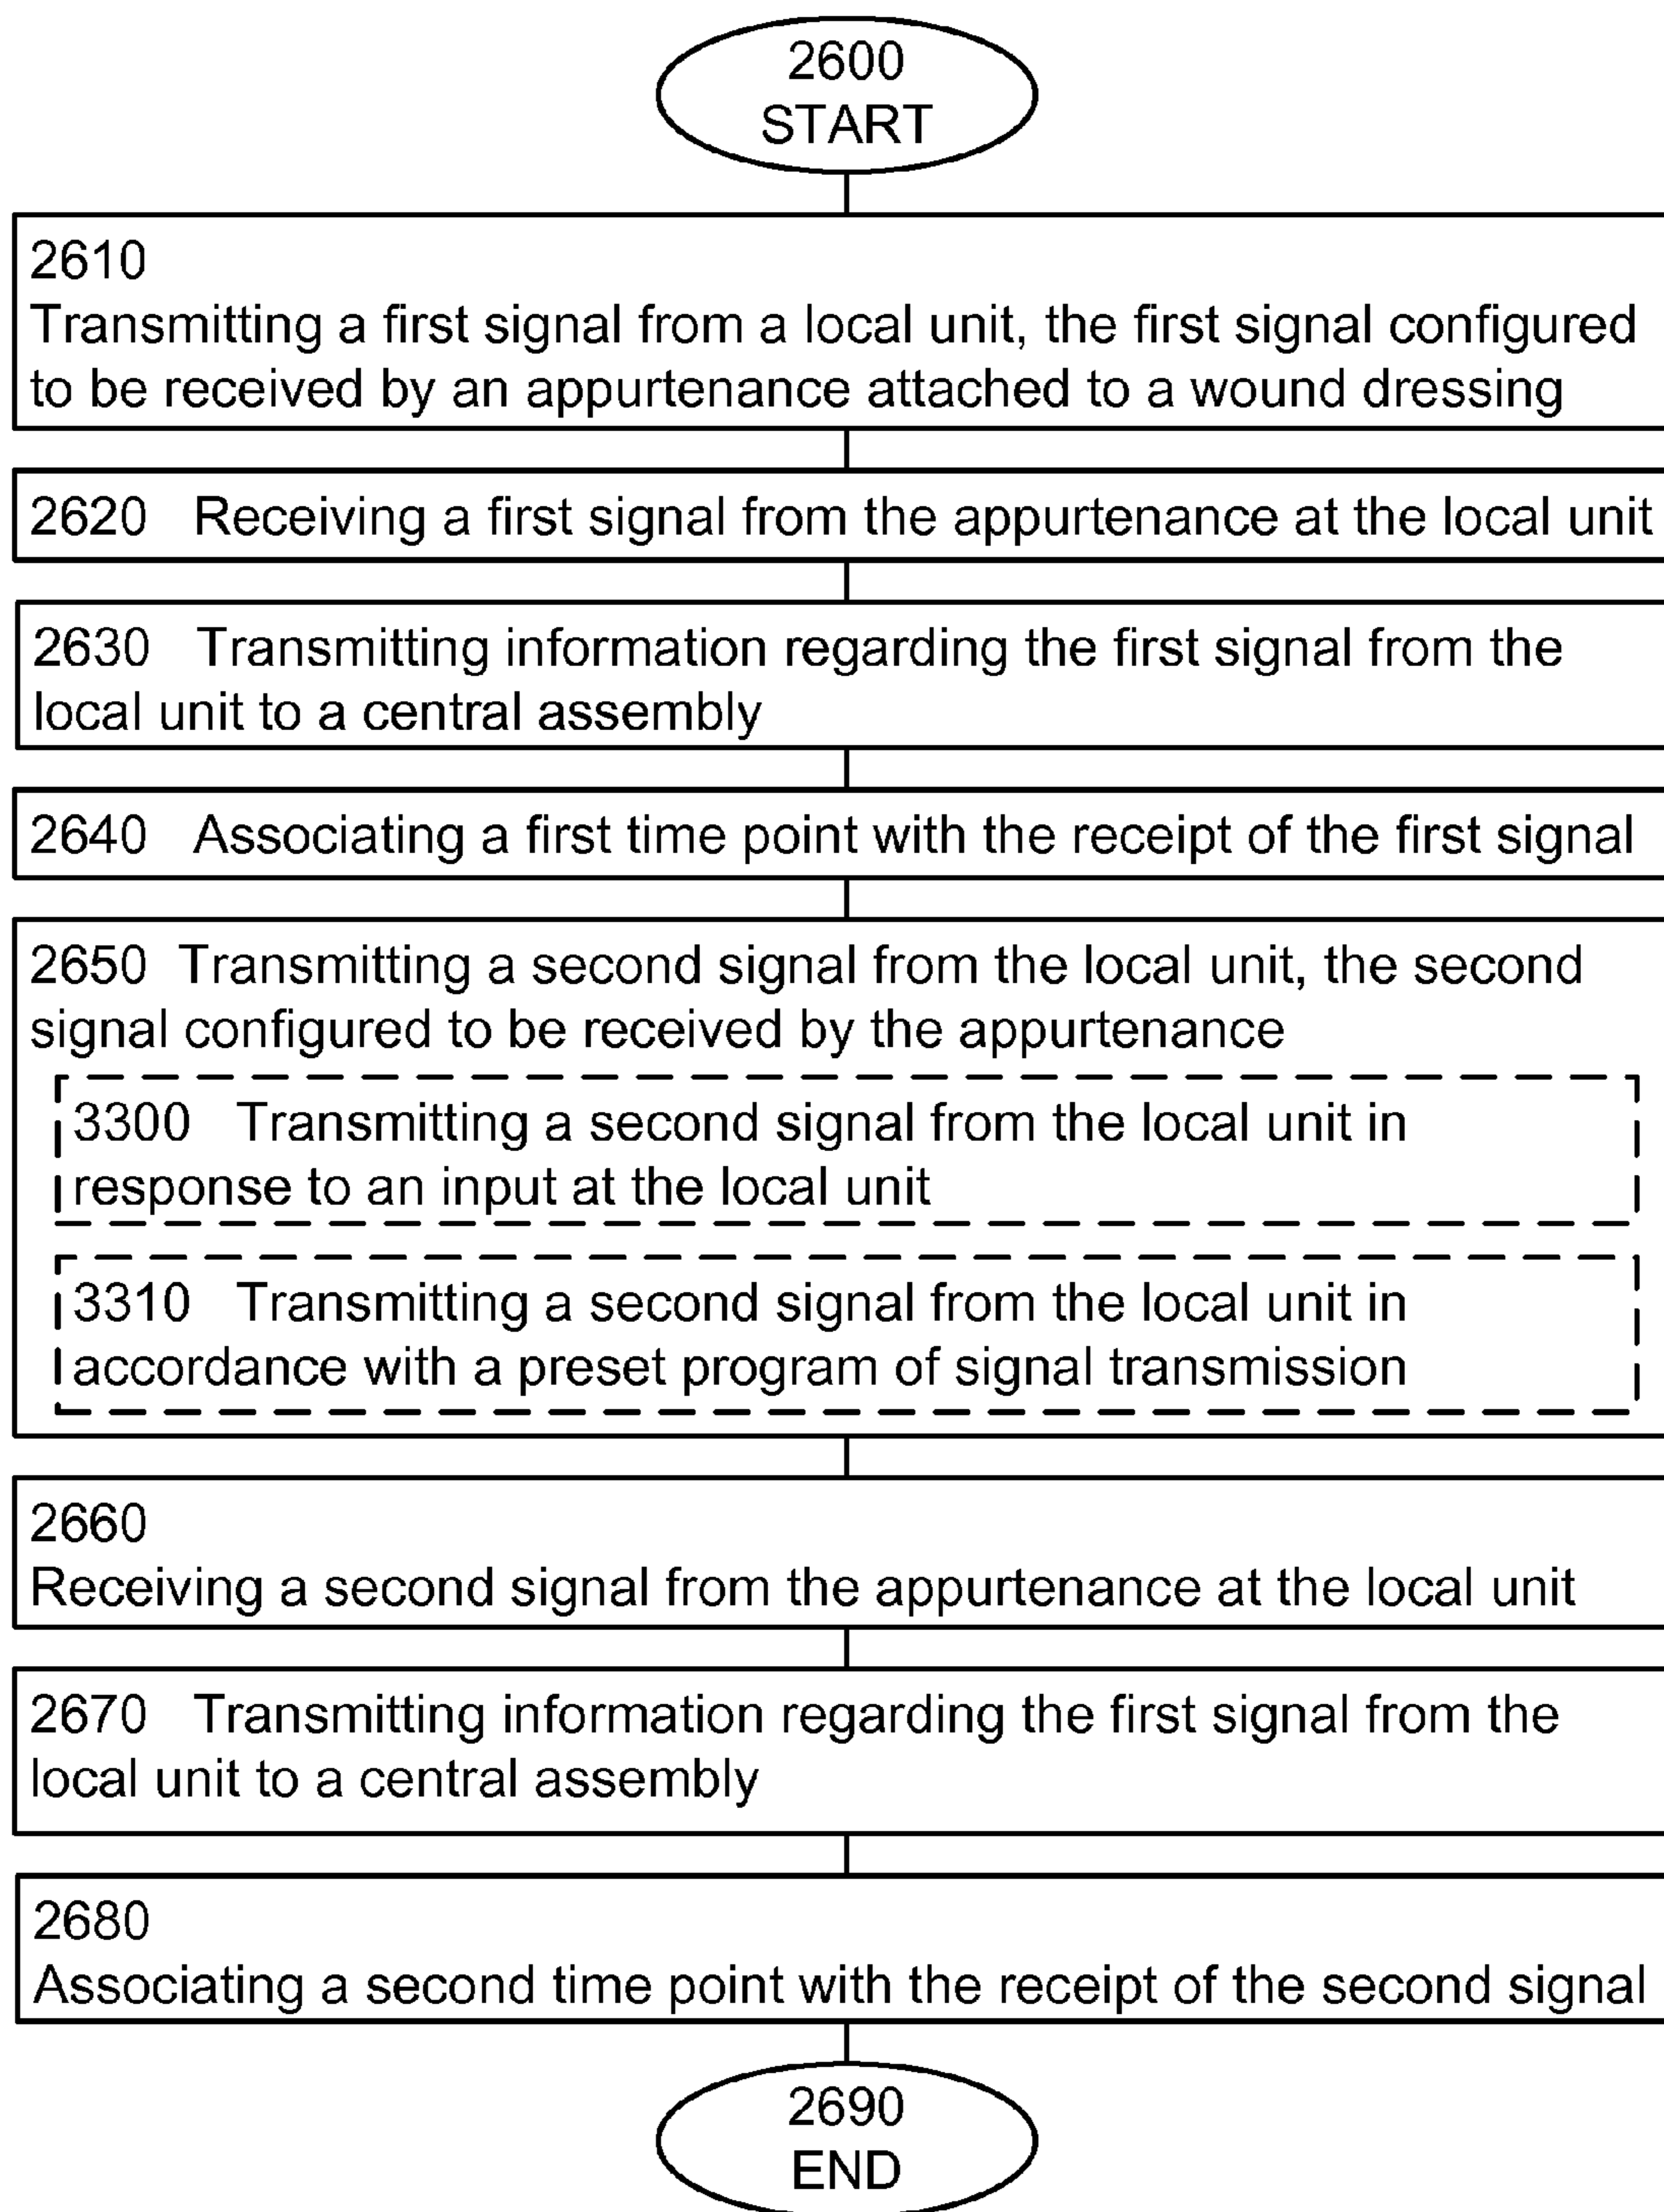 2600
START
2610
Transmitting a first signal from a local unit, the first signal configured
to be received by an appurtenance attached to a wound dressing
2620 Receiving a first signal from the appurtenance at the local unit
2630 Transmitting information regarding the first signal from the
local unit to a central assembly
2640 Associating a first time point with the receipt of the first signal
2650 Transmitting a second signal from the local unit, the second
signal configured to be received by the appurtenance
3300 Transmitting a second signal from the local unit in
response to an input at the local unit
3310 Transmitting a second signal from the local unit in
accordance with a preset program of signal transmission
2660
Receiving a second signal from the appurtenance at the local unit
2670 Transmitting information regarding the first signal from the
local unit to a central assembly
2680
Associating a second time point with the receipt of the second signal
2690
END